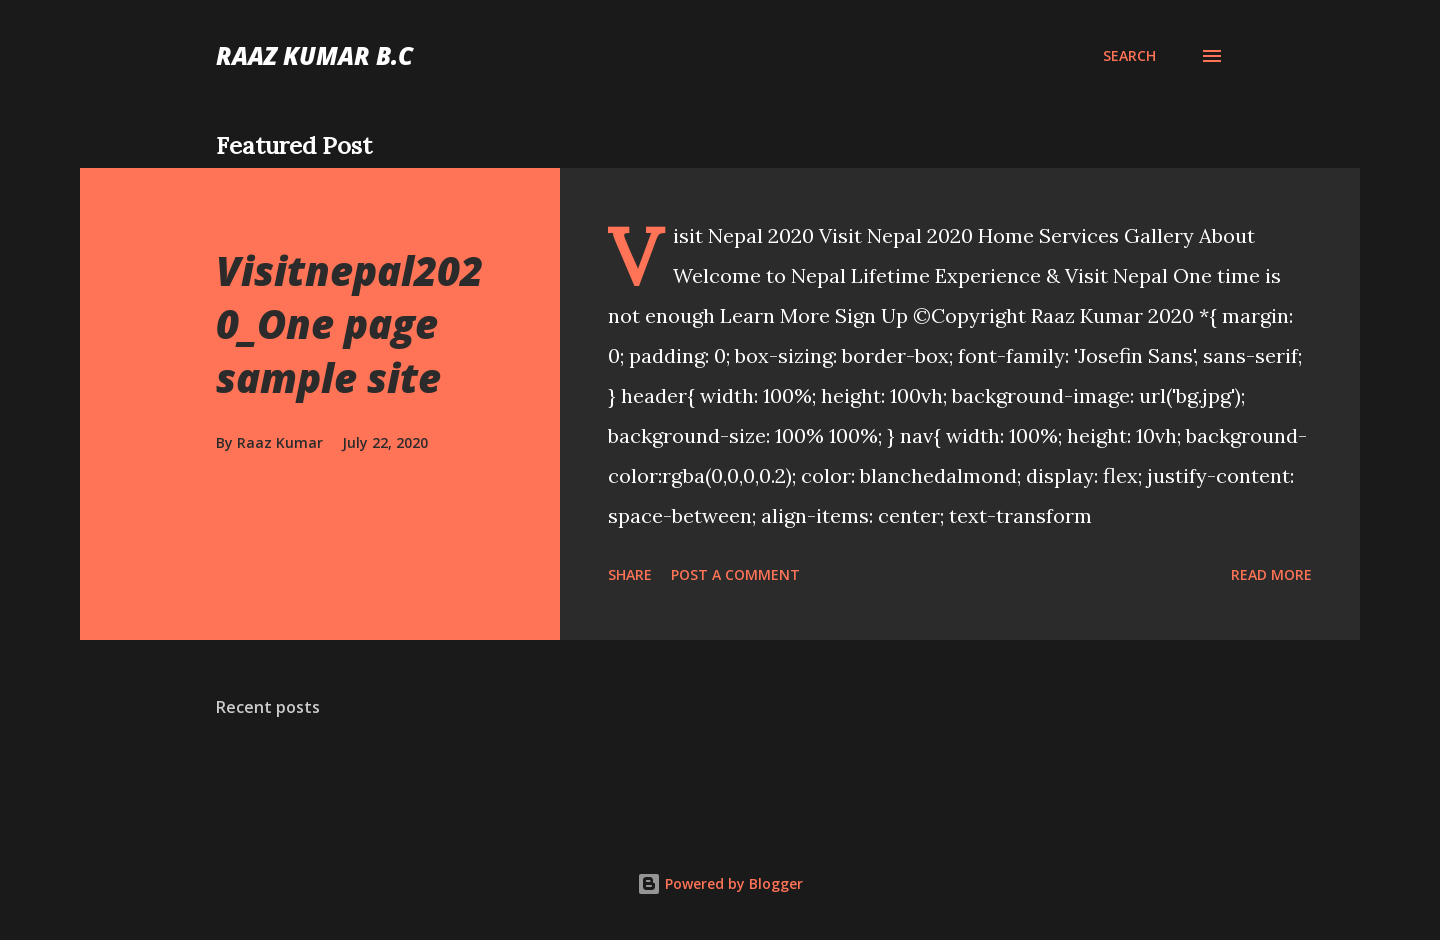 RAAZ KUMAR B.C
SEARCH
Featured Post
Visitnepal202
0_One page
sample site
By Raaz Kumar July 22, 2020
Visit Nepal 2020 Visit Nepal 2020 Home Services Gallery About
Welcome to Nepal Lifetime Experience & Visit Nepal One time is
not enough Learn More Sign Up ©Copyright Raaz Kumar 2020 *{ margin:
0; padding: 0; box-sizing: border-box; font-family: 'Josefin Sans', sans-serif;
} header{ width: 100%; height: 100vh; background-image: url('bg.jpg');
background-size: 100% 100%; } nav{ width: 100%; height: 10vh; background-
color:rgba(0,0,0,0.2); color: blanchedalmond; display: flex; justify-content:
space-between; align-items: center; text-transform
SHARE POST A COMMENT READ MORE
Recent posts
Powered by Blogger